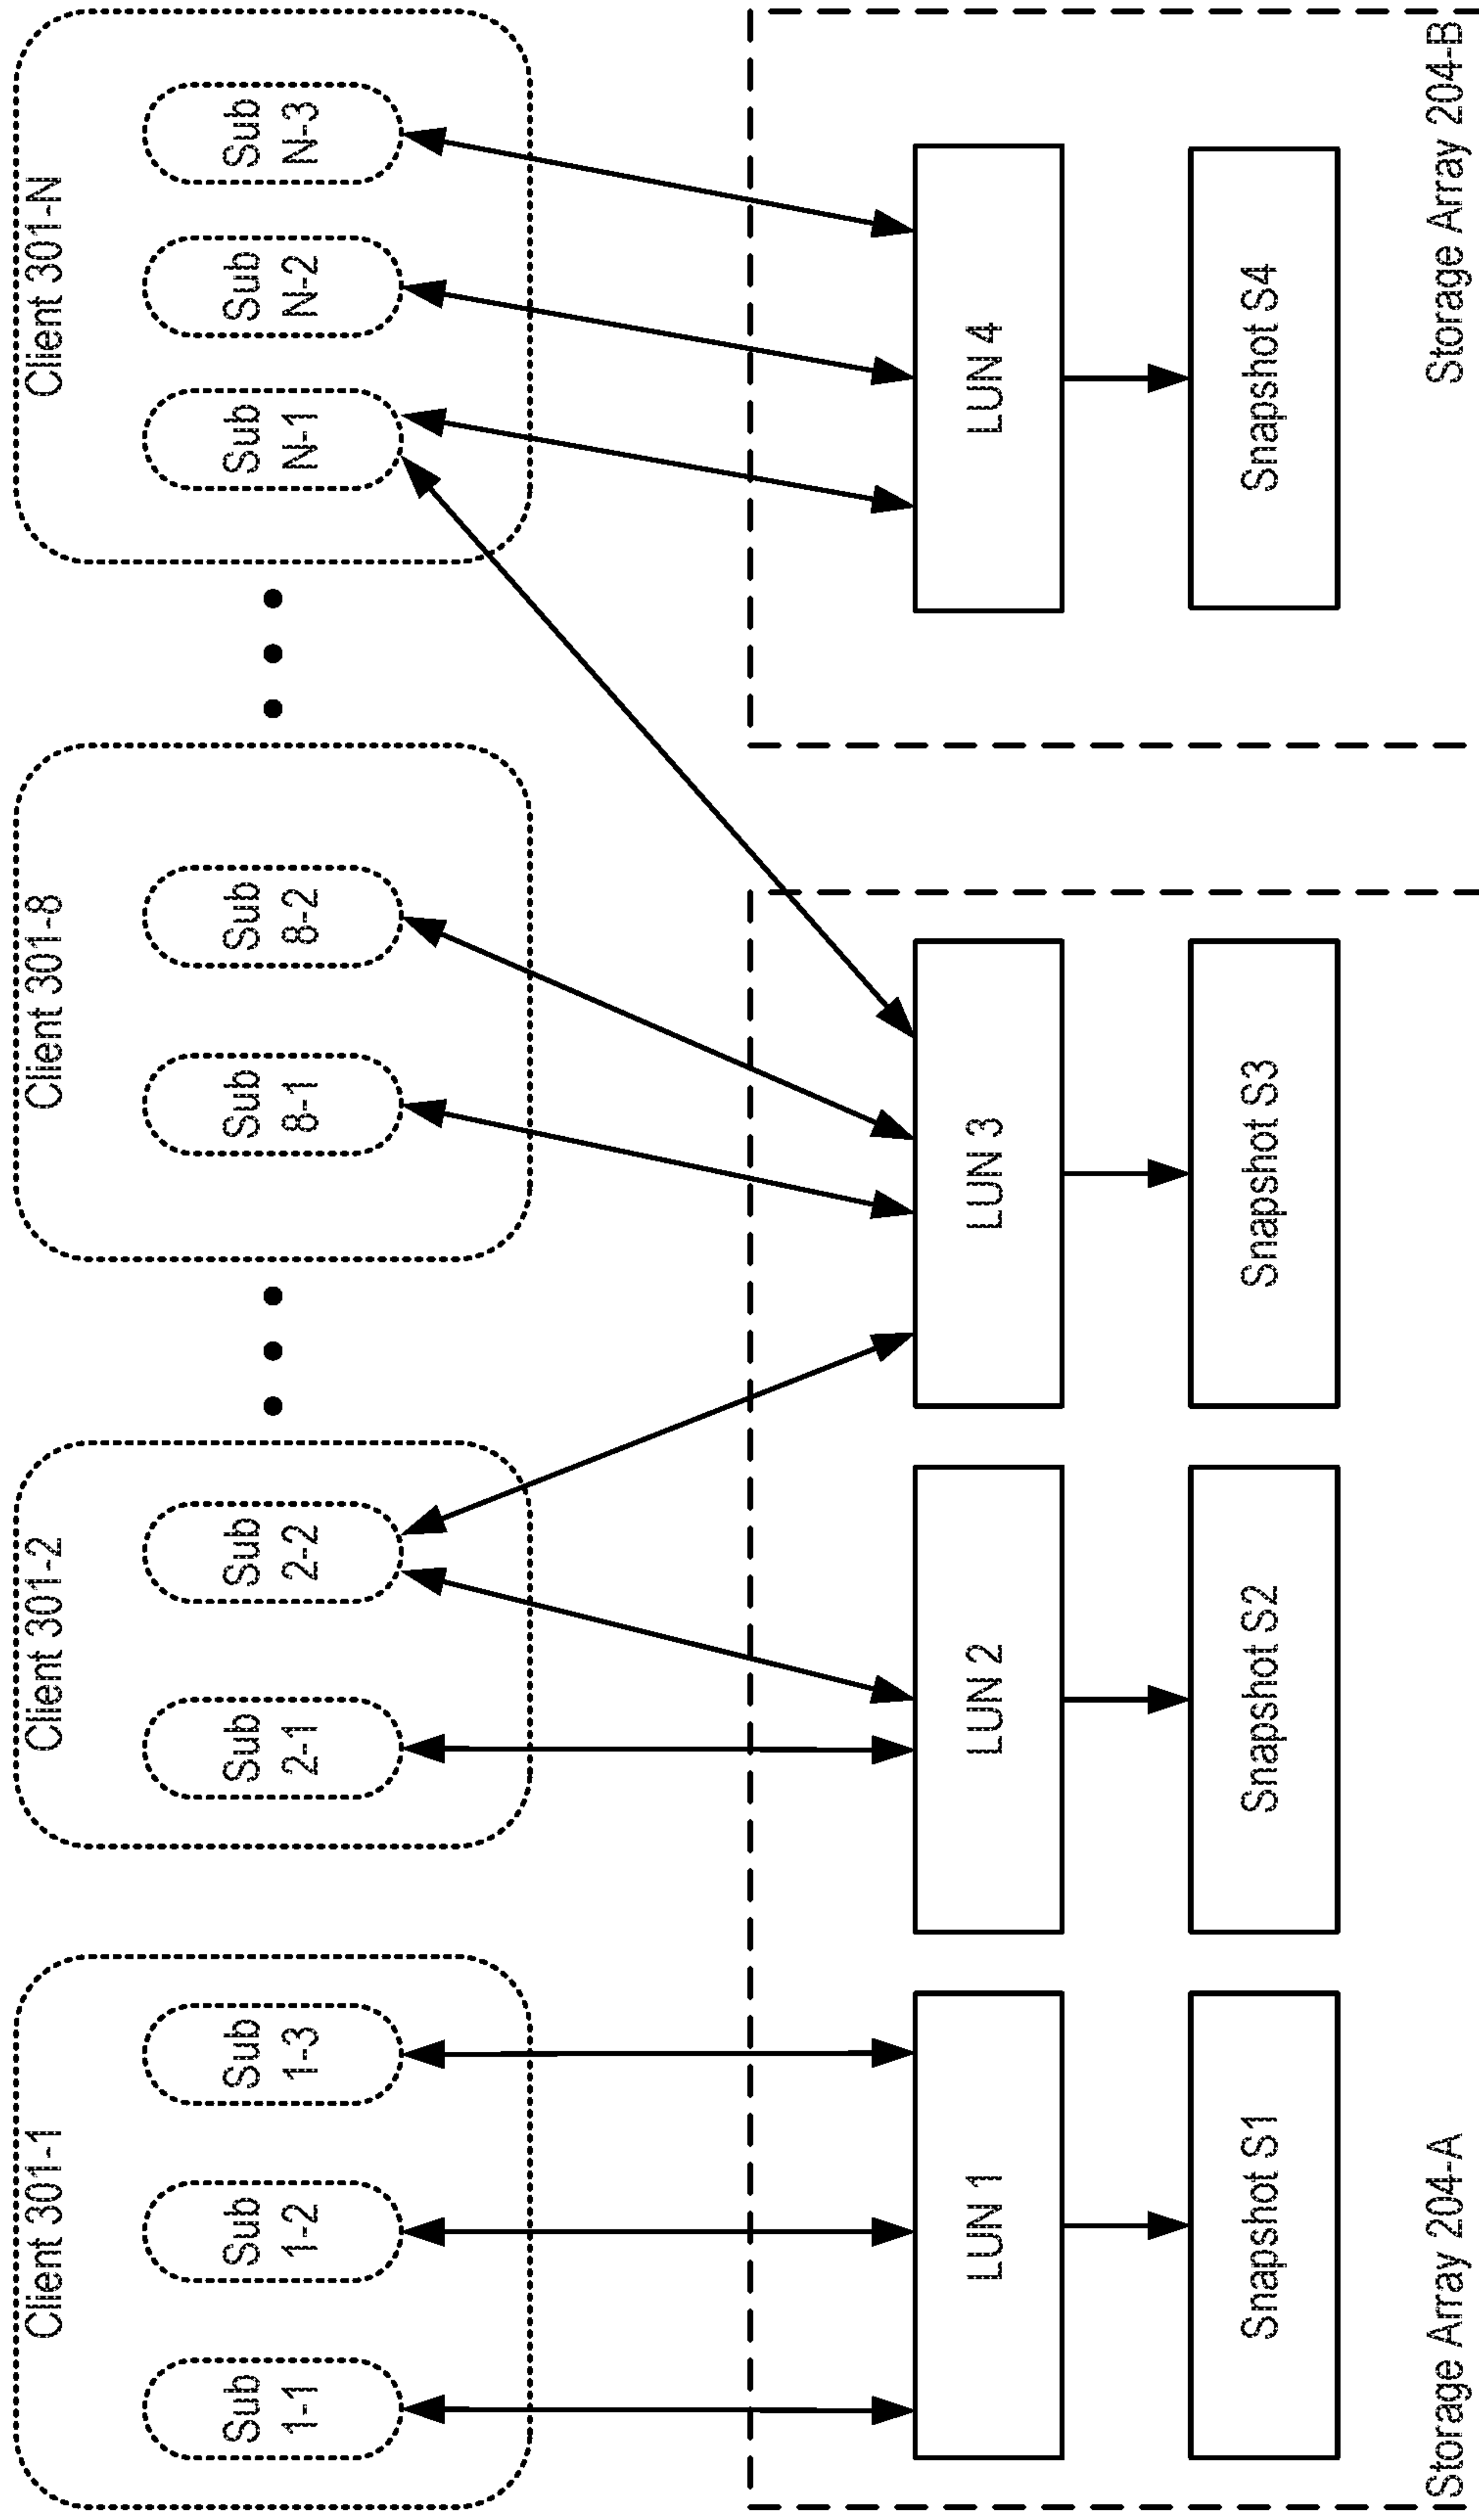 Client 301-1
Client 301-2
Client 301-8
Client 301-N
Sub
1-1
Sub
1-2
Sub
1-3
Sub
2-1
Sub
2-2
Sub
8-1
Sub
8-2
Sub
N-1
Sub
N-2
Sub
N-3
LUN 1
LUN 2
LUN 3
LUN 4
Snapshot S1
Snapshot S2
Snapshot S3
Snapshot S4
Storage Array 204-A
Storage Array 204-B